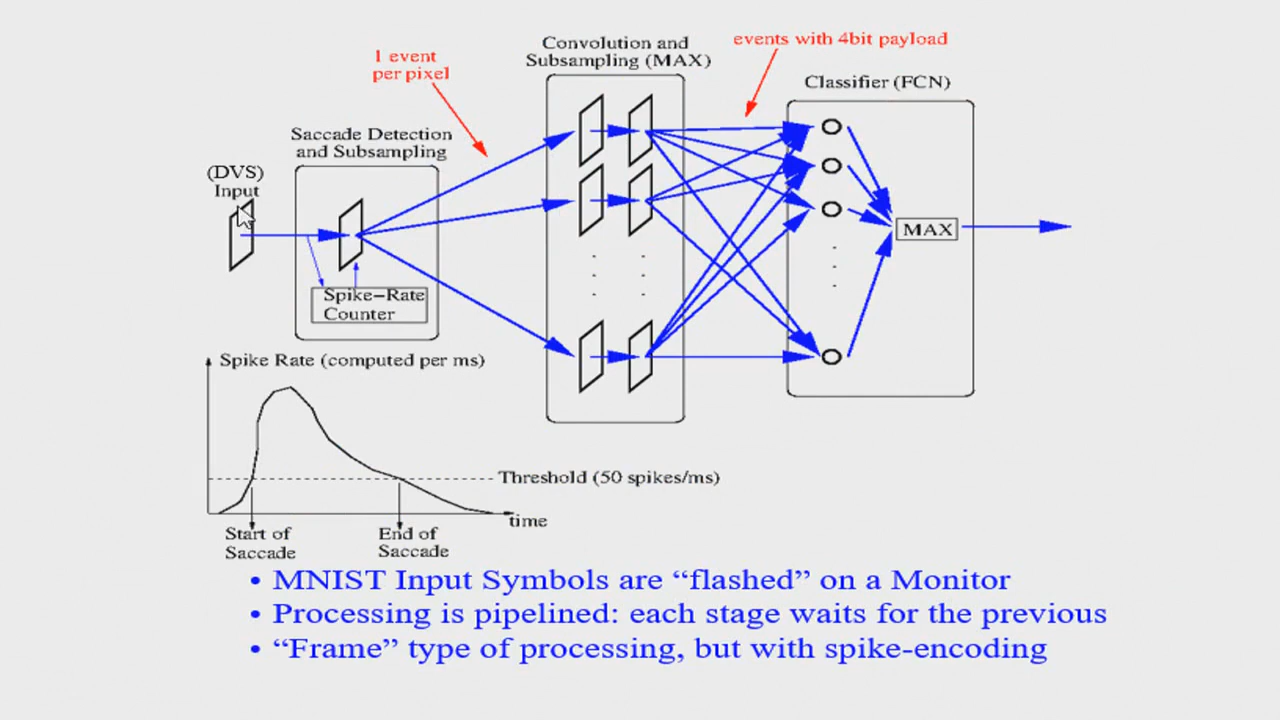 1 event
per pixel
Convolution and
Subsampling (MAX)
events with 4bit payload
Classifier (FCN)
Saccade Detection
and Subsampling
(DVS)
Input
Spike-Rate
Counter
MAX
Spike Rate (computed per ms)
Threshold (50 spikes/ms)
time
Start of
Saccade
End of
Saccade
• MNIST Input Symbols are “flashed” on a Monitor
• Processing is pipelined: each stage waits for the previous
• “Frame” type of processing, but with spike-encoding